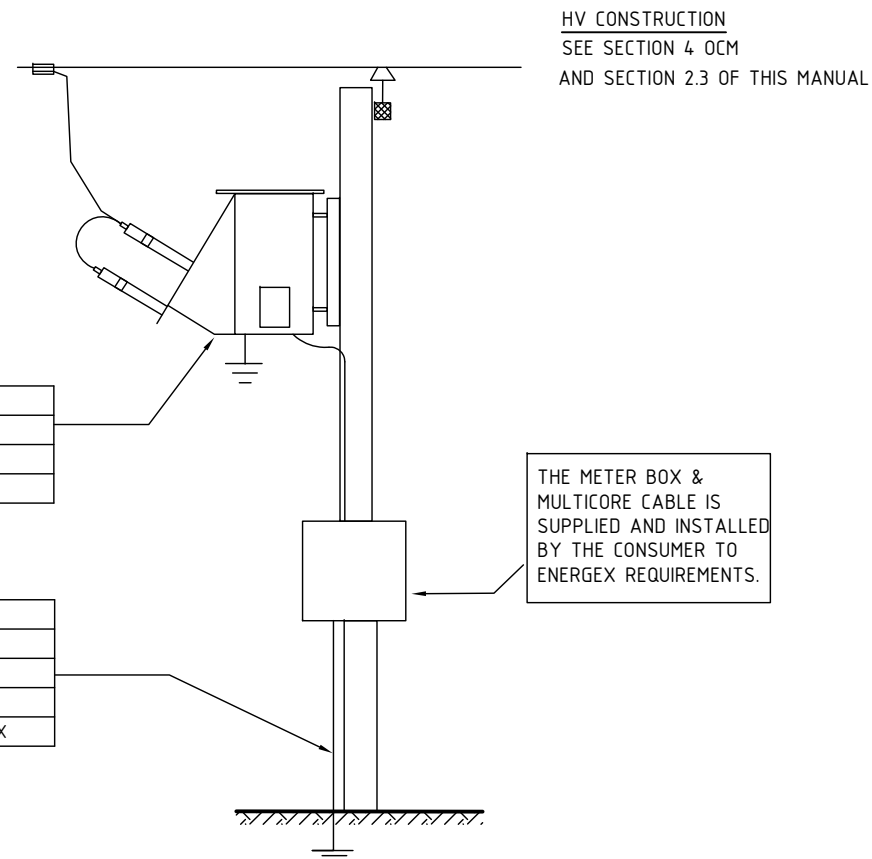 HV CONSTRUCTION
SEE SECTION 4 OCM
AND SECTION 2.3 OF THIS MANUAL
THE METER BOX &
MULTICORE CABLE IS
SUPPLIED AND INSTALLED
BY THE CONSUMER TO
ENERGEX REQUIREMENTS.
X